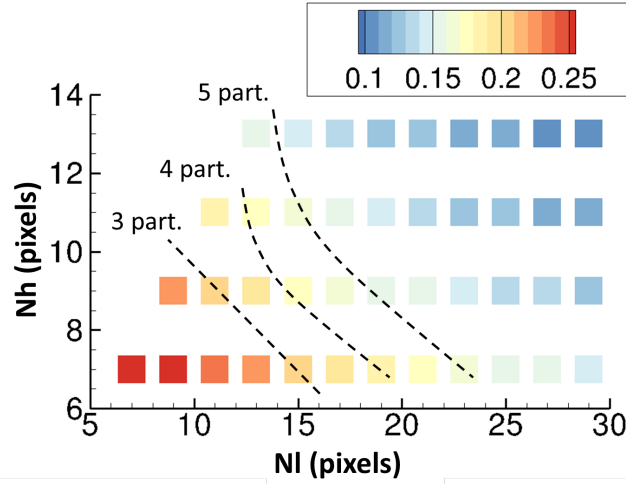 0.1 0.15 0.2 0.25
14
12
10
8
6
5 part.
4 part.
3 part.
Nh (pixels)
5 10 15 20 25 30
Nl (pixels)